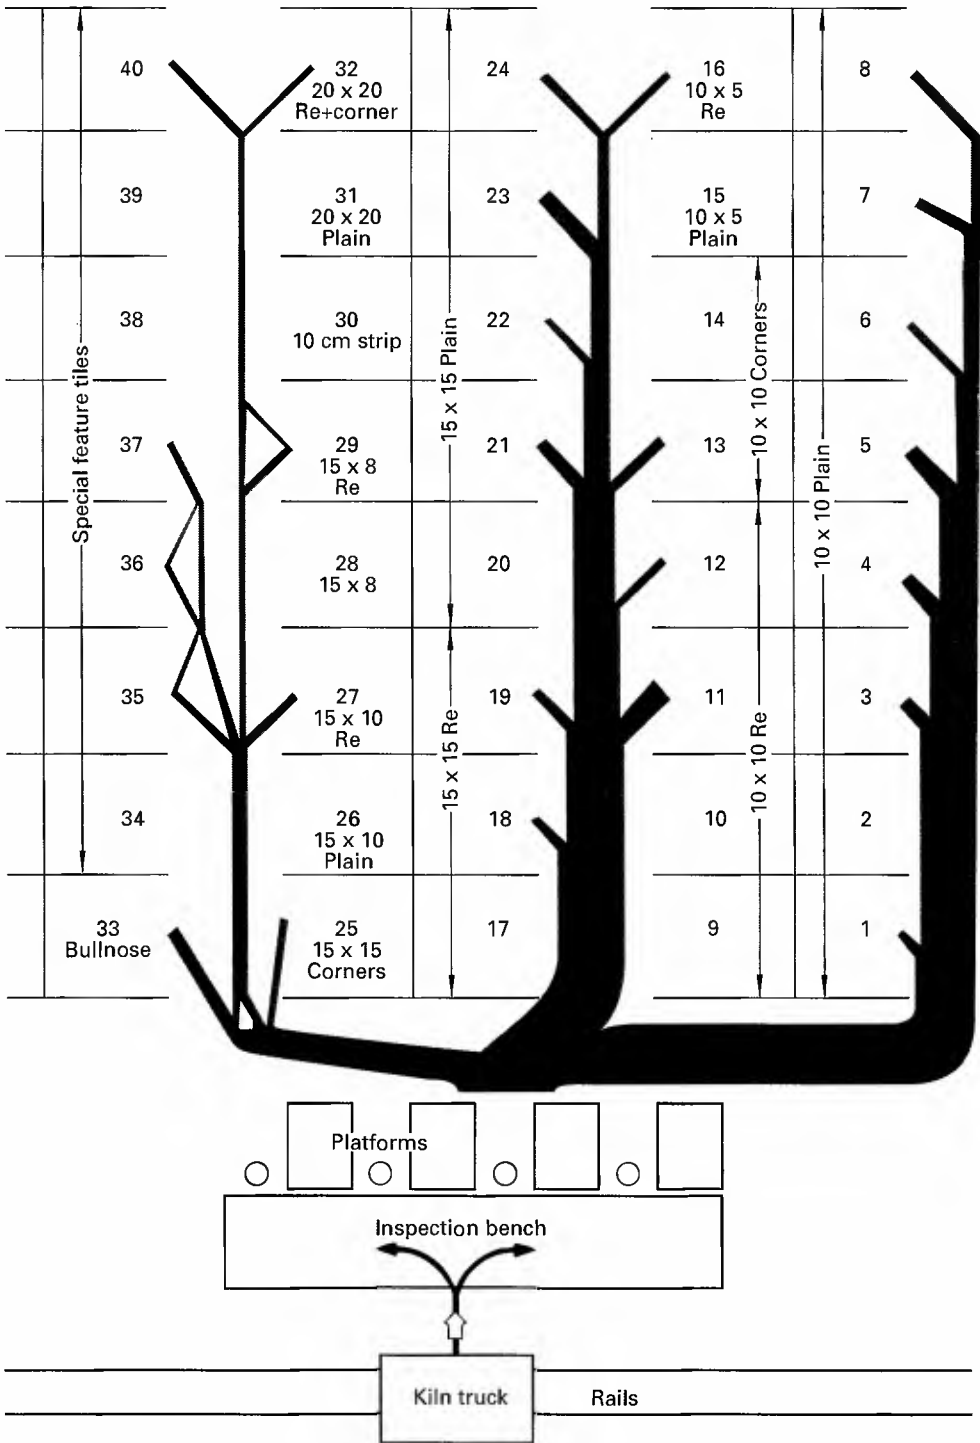 40
32
20 x 20
Re+corner
24
16
10 x 5
Re
8
39
31
20 x 20
Plain
23
15
10 x 5
Plain
7
38
30
10 cm strip
22
14
6
Special feature tiles
15 x 15 Plain
10 x 10 Corners
10 x 10 Plain
37
29
15 x 8
Re
21
13
5
36
28
15 x 8
20
12
4
35
27
15 x 10
Re
19
11
3
15 x 15 Re
10 x 10 Re
34
26
15 x 10
Plain
18
10
2
33
Bullnose
25
15 x 15
Corners
17
9
1
Platforms
Inspection bench
Kiln truck
Rails